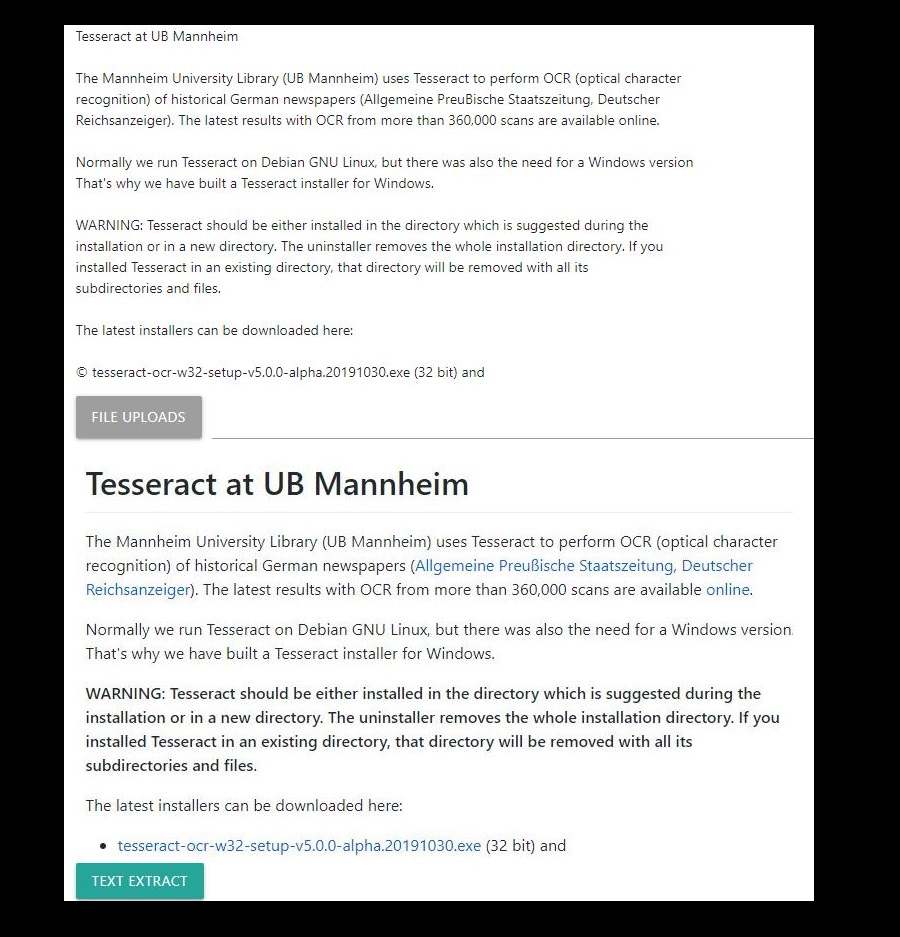 Tesseract at UB Mannheim
The Mannheim University Library (UB Mannheim) uses Tesseract to perform OCR (optical character
recognition) of historical German newspapers (Allgemeine PreuBische Staatszeitung, Deutscher
Reichsanzeiger). The latest results with OCR from more than 360,000 scans are available online.
Normally we run Tesseract on Debian GNU Linux, but there was also the need for a Windows version
That's why we have built a Tesseract installer for Windows.
WARNING: Tesseract should be either installed in the directory which is suggested during the
installation or in a new directory. The uninstaller removes the whole installation directory. If you
installed Tesseract in an existing directory, that directory will be removed with all its
subdirectories and files.
The latest installers can be downloaded here:
© tesseract-ocr-w32-setup-v5.0.0-alpha.20191030.exe (32 bit) and
FILE UPLOADS
Tesseract at UB Mannheim
The Mannheim University Library (UB Mannheim) uses Tesseract to perform OCR (optical character
recognition) of historical German newspapers (Allgemeine Preußische Staatszeitung, Deutscher
Reichsanzeiger). The latest results with OCR from more than 360,000 scans are available online.
Normally we run Tesseract on Debian GNU Linux, but there was also the need for a Windows version.
That's why we have built a Tesseract installer for Windows.
WARNING: Tesseract should be either installed in the directory which is suggested during the
installation or in a new directory. The uninstaller removes the whole installation directory. If you
installed Tesseract in an existing directory, that directory will be removed with all its
subdirectories and files.
The latest installers can be downloaded here:
• tesseract-ocr-w32-setup-v5.0.0-alpha.20191030.exe (32 bit) and
TEXT EXTRACT